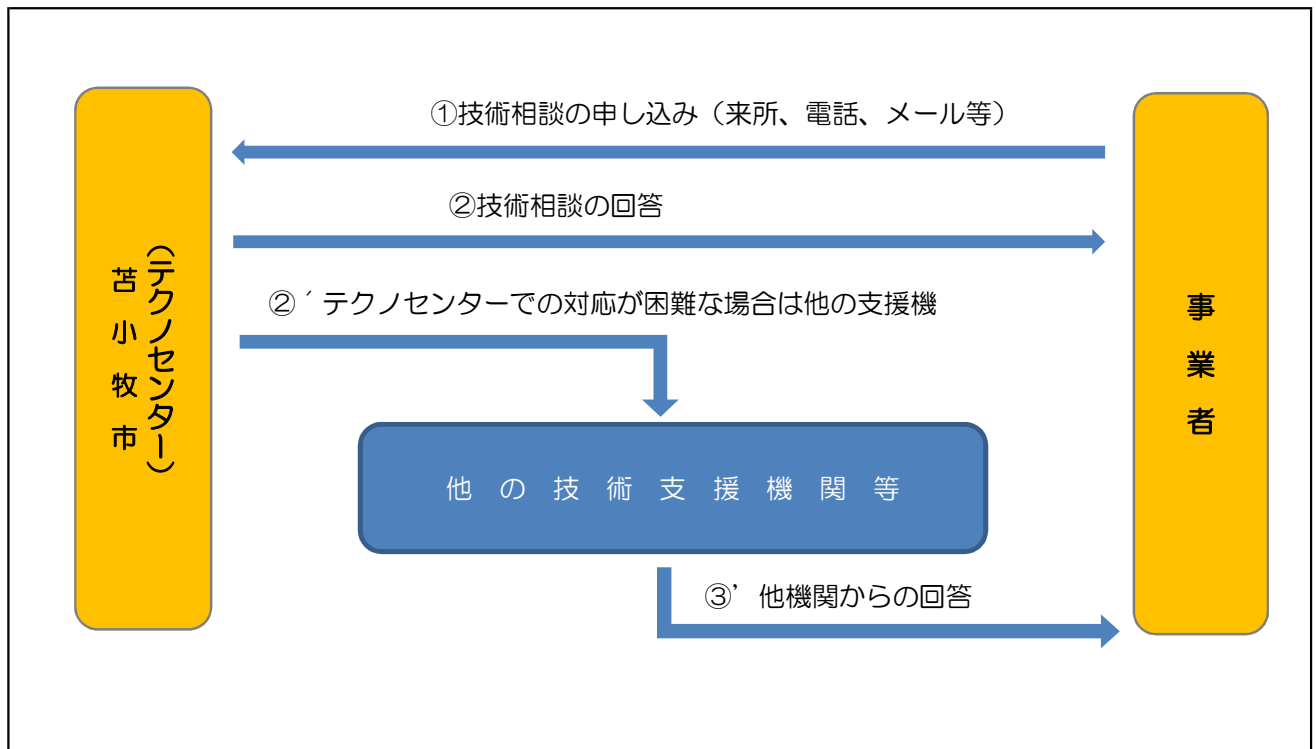 ①技術相談の申し込み（来所、電話、メール等）
②技術相談の回答
②´テクノセンターでの対応が困難な場合は他の支援機
苫小牧市
（テクノセンター）
事業者
他の技術支援機関等
③’他機関からの回答